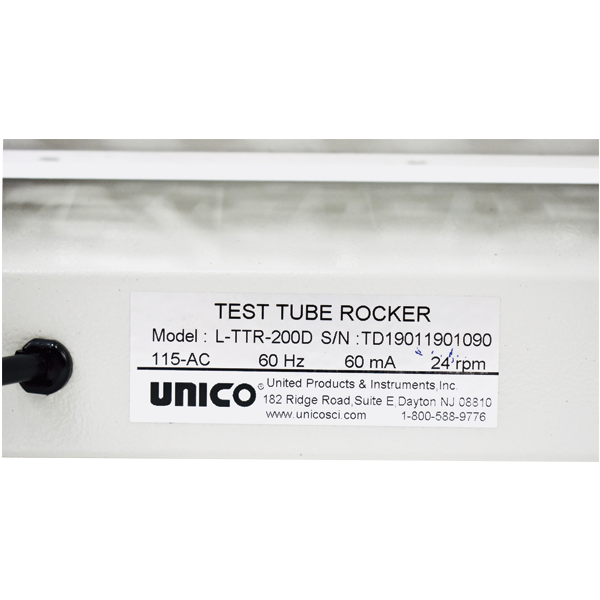 TEST TUBE ROCKER
Model : L-TTR-200D S/N :TD19011901090
115-AC 60 Hz 60 mA 24 rpm
UNICO® United Products & Instruments,Inc.
182 Ridge Road,Suite E,Dayton NJ 08810
www.unicosci.com 1-800-588-9776